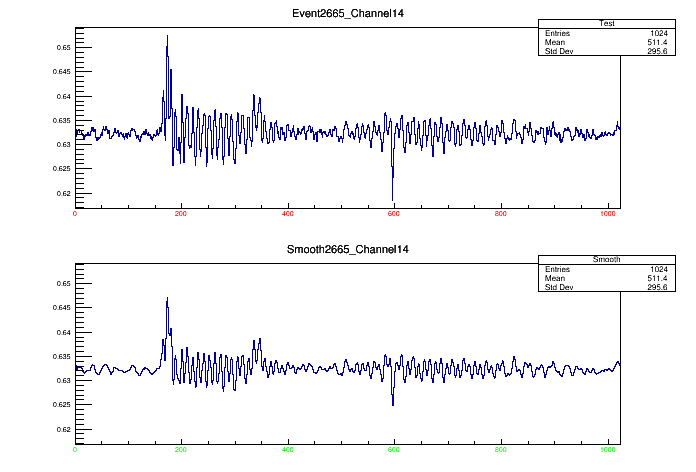 Event2665_Channel14
Test
Entries 1024
Mean 511.4
Std Dev 295.6
0.65
0.645
0.64
0.635
0.63
0.625
0.62
0 200 400 600 800 1000
Smooth2665_Channel14
Smooth
Entries 1024
Mean 511.4
Std Dev 295.6
0.65
0.645
0.64
0.635
0.63
0.625
0.62
0 200 400 600 800 1000